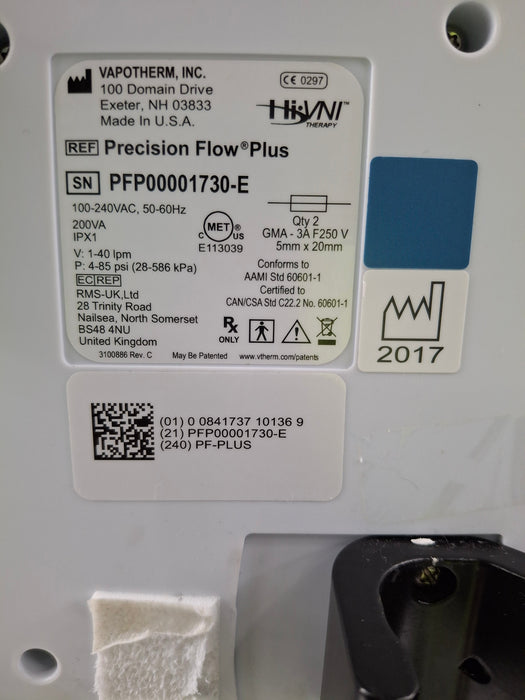 VAPOTHERM, INC.
100 Domain Drive
Exeter, NH 03833
Made In U.S.A.
CE 0297
Hi-VNI™
THERAPY
REF Precision Flow®Plus
SN PFP00001730-E
100-240VAC, 50-60Hz
200VA
IPX1
V: 1-40 lpm
P: 4-85 psi (28-586 kPa)
C MET® US
E113039
Qty 2
GMA - 3A F250 V
5mm x 20mm
Conforms to
AAMI Std 60601-1
Certified to
CAN/CSA Std C22.2 No. 60601-1
EC REP
RMS-UK,Ltd
28 Trinity Road
Nailsea, North Somerset
BS48 4NU
United Kingdom
Rx
ONLY
3100886 Rev. C
May Be Patented
www.vtherm.com/patents
2017
(01) 0 0841737 10136 9
(21) PFP00001730-E
(240) PF-PLUS